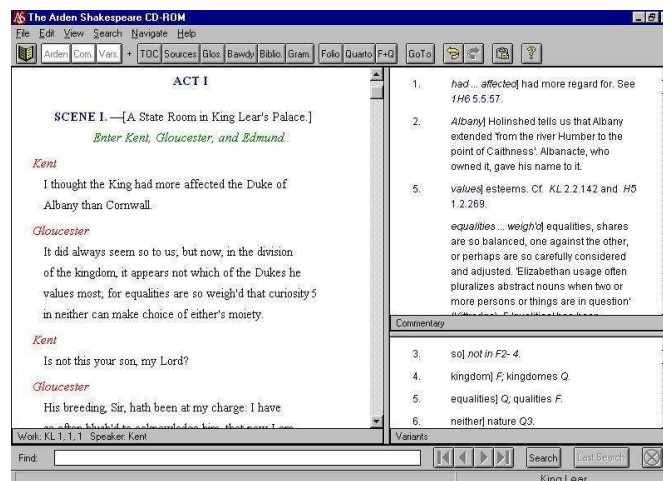 The Arden Shakespeare CD-ROM
File Edit View Search Navigate Help
Arden Com. Vars. + TOC Sources Glos. Bawdy Biblio. Gram. Folio Quarto F+Q GoTo
ACT I
SCENE I.—[A State Room in King Lear's Palace.]
Enter Kent, Gloucester, and Edmund.
Kent
I thought the King had more affected the Duke of
Albany than Cornwall.
Gloucester
It did always seem so to us; but now, in the division
of the kingdom, it appears not which of the Dukes he
values most; for equalities are so weigh'd that curiosity 5
in neither can make choice of either's moiety.
Kent
Is not this your son, my Lord?
Gloucester
His breeding, Sir, hath been at my charge: I have
so often blush'd to acknowledge him, that now I am
Work: KL 1, 1, 1 Speaker: Kent
1. had ... affected] had more regard for. See
1H6 5.5.57.
2. Albany] Holinshed tells us that Albany
extended 'from the river Humber to the
point of Caithness'. Albanacte, who
owned it, gave his name to it.
5. values] esteems. Cf. KL 2.2.142 and H5
1.2.269.
equalities ... weigh'd] equalities, shares
are so balanced, one against the other,
or perhaps are so carefully considered
and adjusted. 'Elizabethan usage often
pluralizes abstract nouns when two or
more persons or things are in question'
Commentary
3. so] not in F2-4.
4. kingdom] F; kingdomes Q.
5. equalities] Q; qualities F.
6. neither] nature Q3.
Variants
Find:
Search Last Search
King Lear